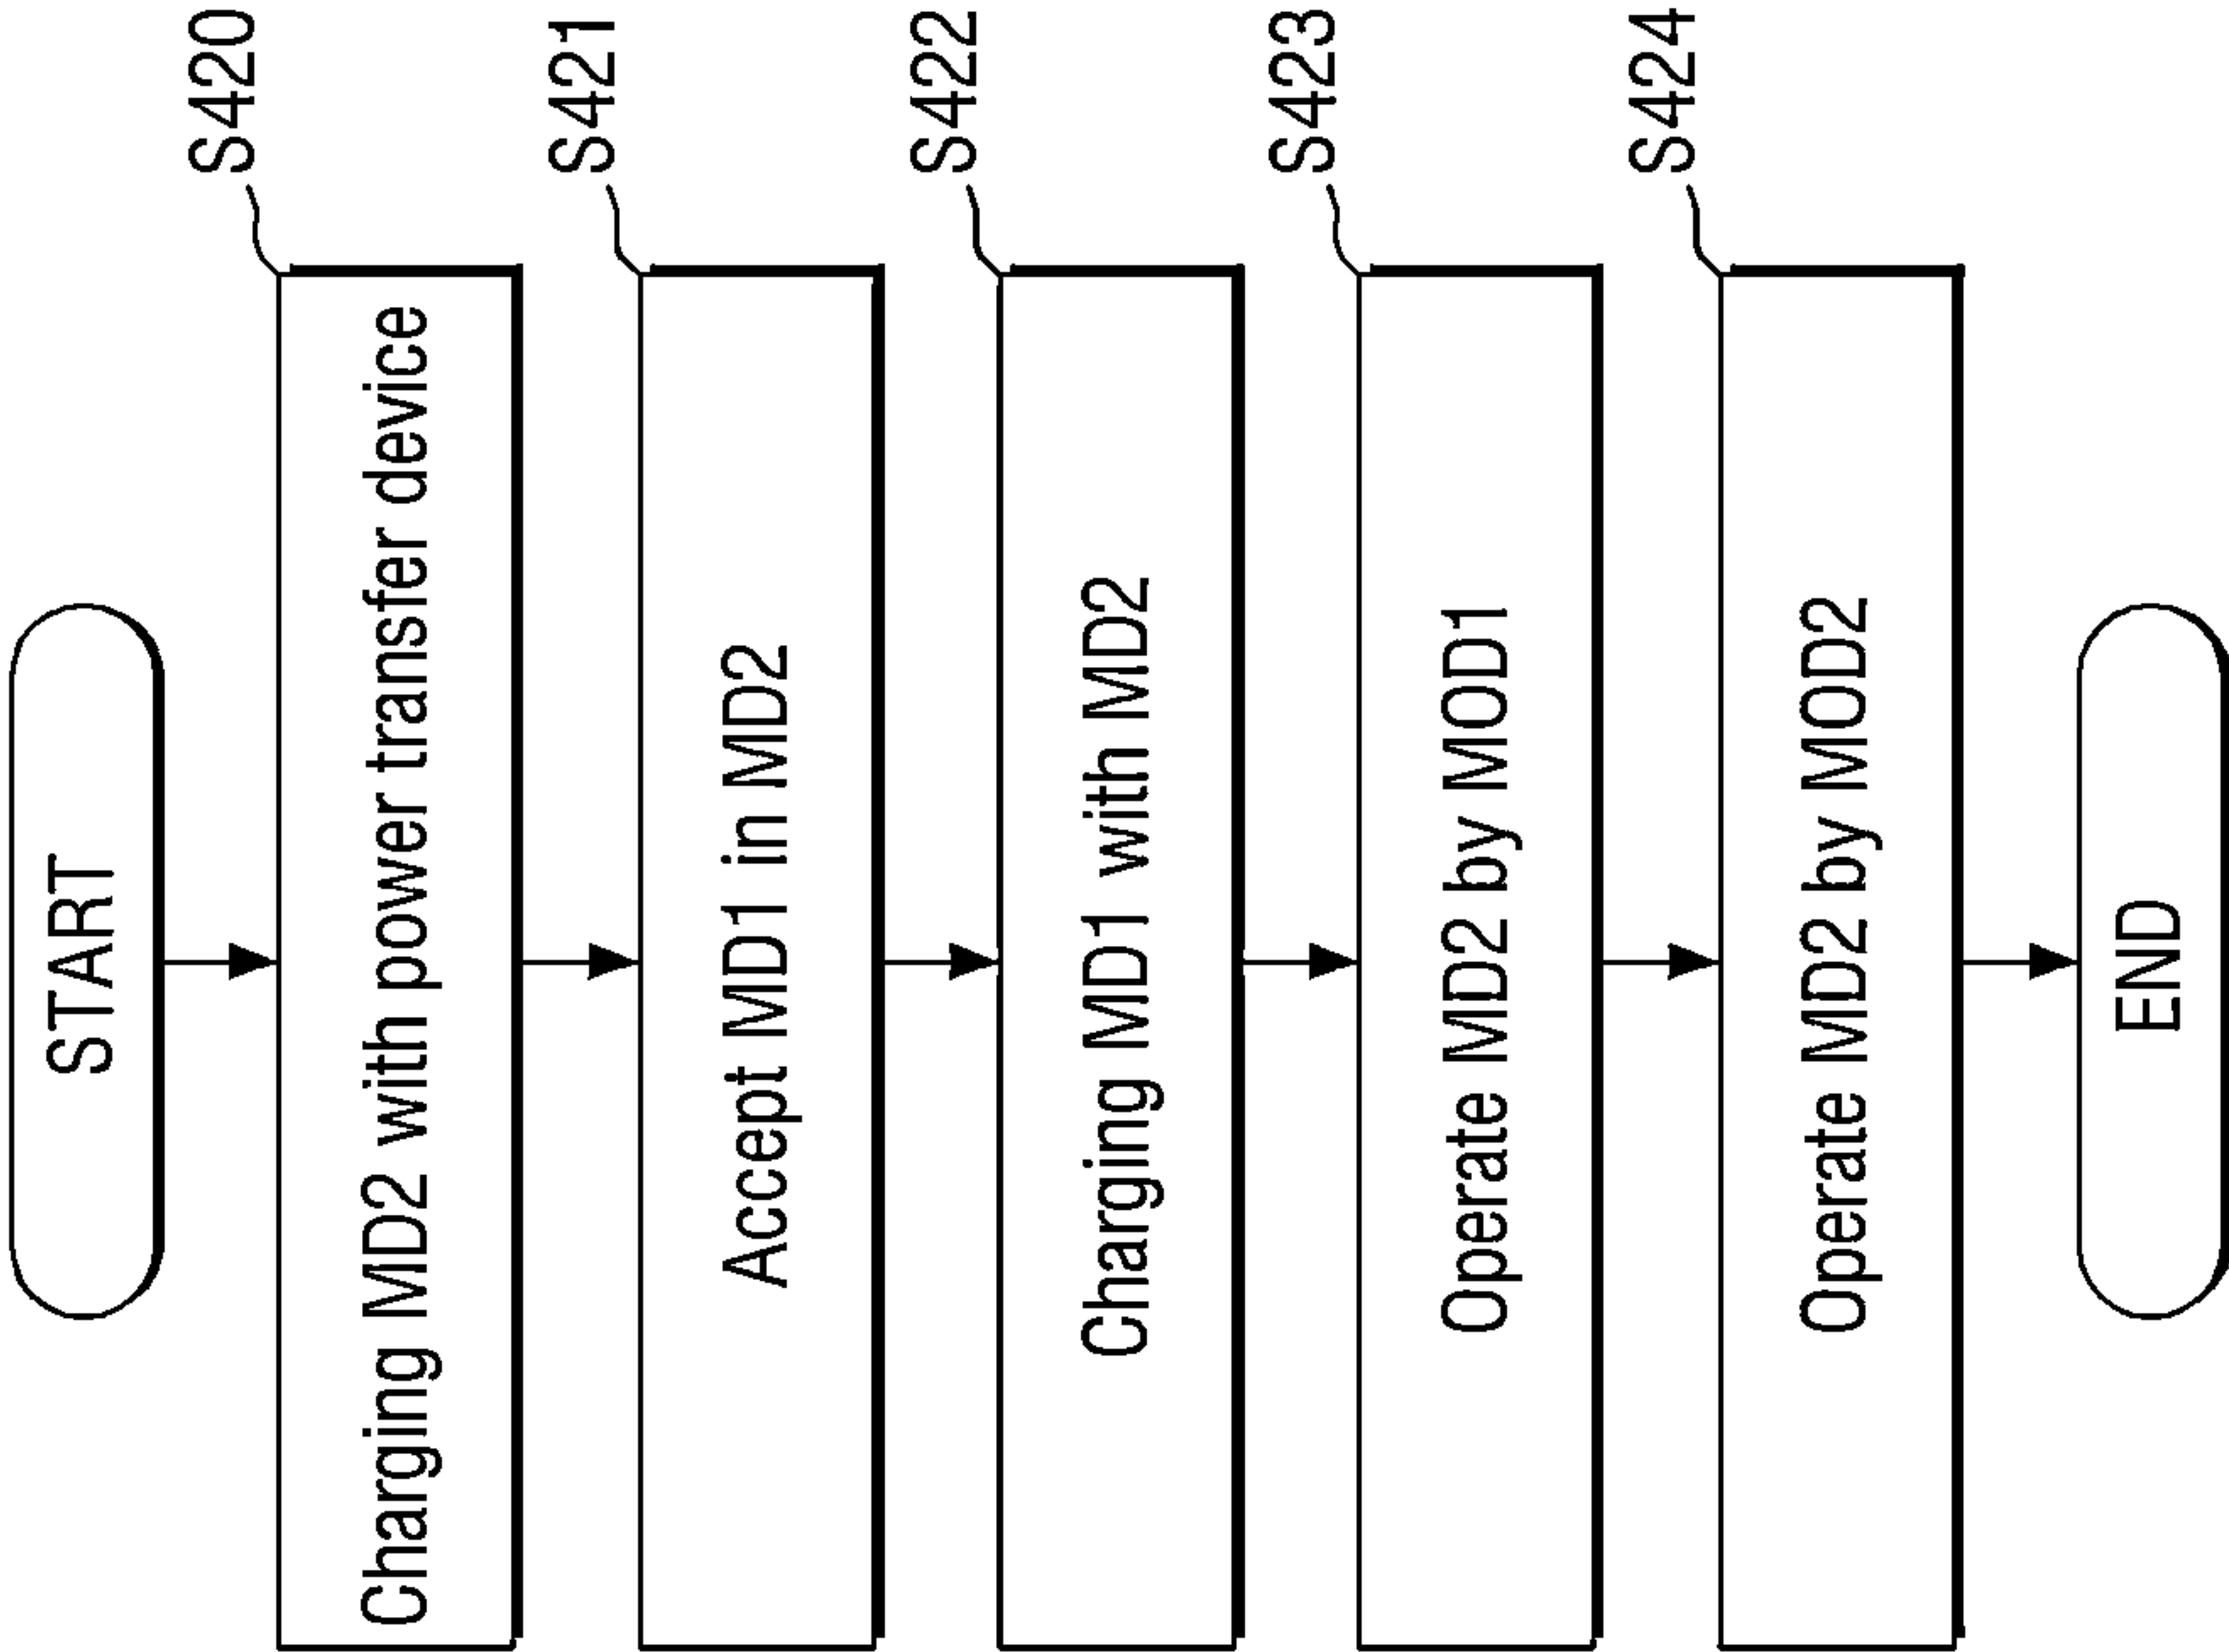 START
S420
Charging MD2 with power transfer device
S421
Accept MD1 in MD2
S422
Charging MD1 with MD2
S423
Operate MD2 by MOD1
S424
Operate MD2 by MOD2
END